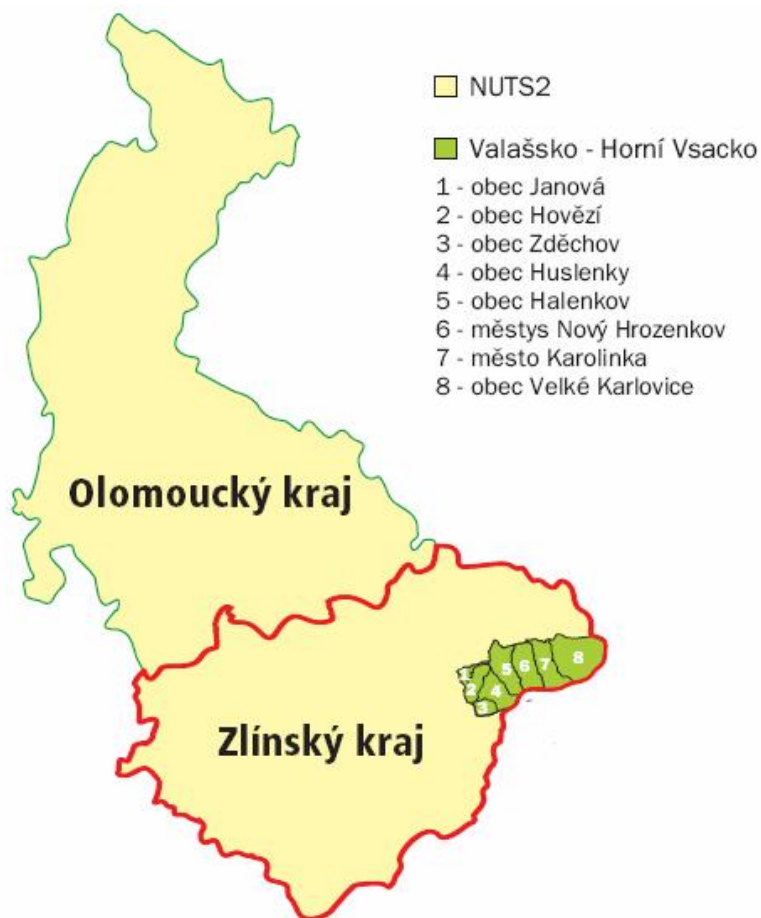 NUTS2
Valašsko - Horní Vsacko
1 - obec Janová
2 - obec Hovězí
3 - obec Zděchov
4 - obec Huslenky
5 - obec Halenkov
6 - městys Nový Hrozenkov
7 - město Karolinka
8 - obec Velké Karlovice
Olomoucký kraj
Zlínský kraj
1
2
3
4
5
6
7
8